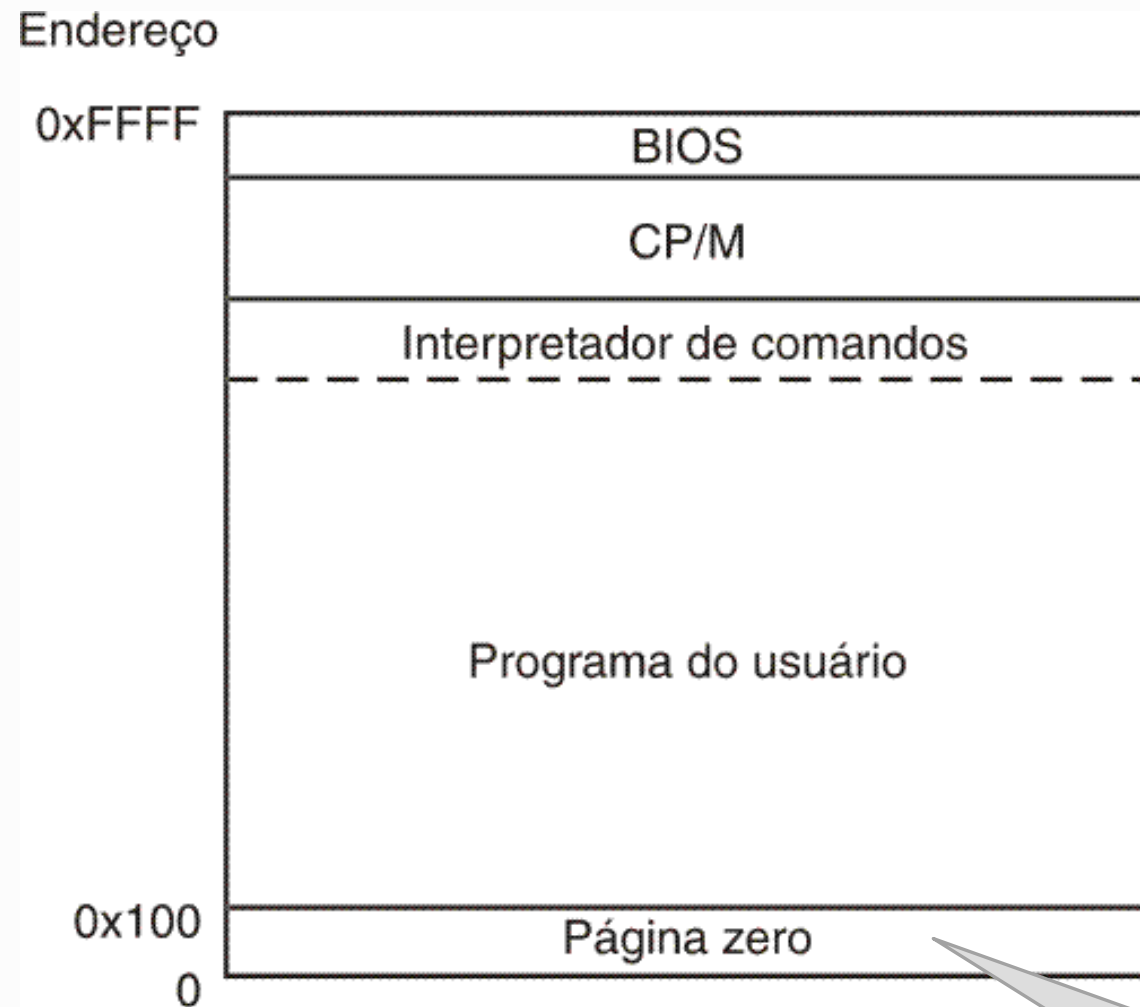 Endereço
0xFFFF
BIOS
CP/M
Interpretador de comandos
Programa do usuário
0x100
Página zero
0